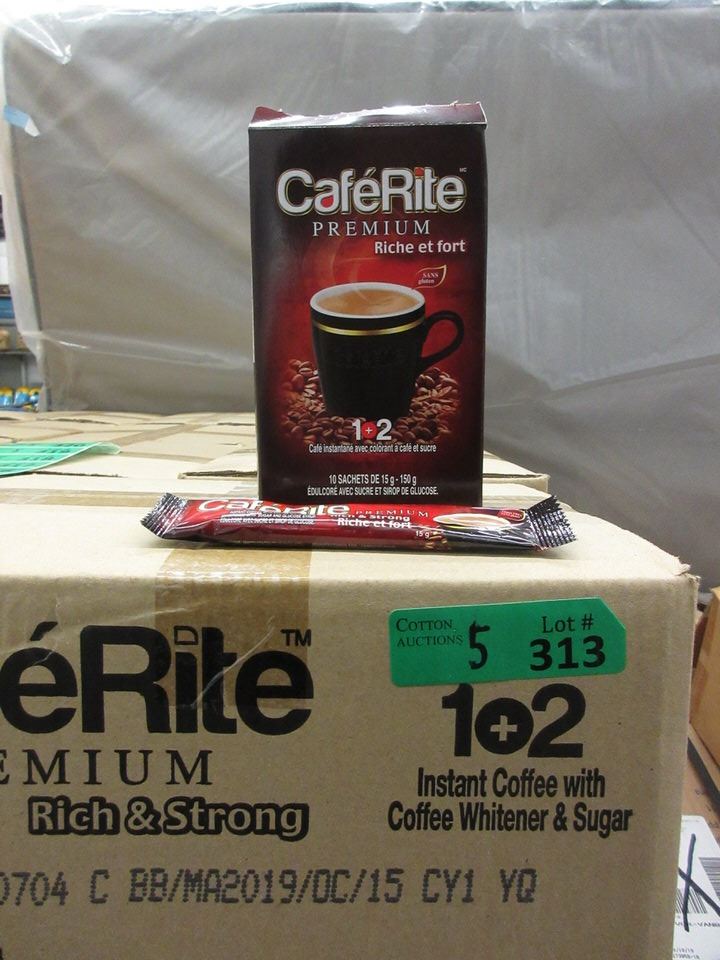 CaféRite MC
PREMIUM
Riche et fort
SANS
gluten
1+2
Café instantané avec colorant à café et sucre
10 SACHETS DE 15 g - 150 g
ÉDULCORÉ AVEC SUCRE ET SIROP DE GLUCOSE.
CaféRite PREMIUM
Rich & Strong
Riche et fort
15 g
COTTON
AUCTIONS 5
Lot #
313
éRite TM
EMIUM
Rich & Strong
1+2
Instant Coffee with
Coffee Whitener & Sugar
0704 C BB/MA2019/OC/15 CY1 YQ